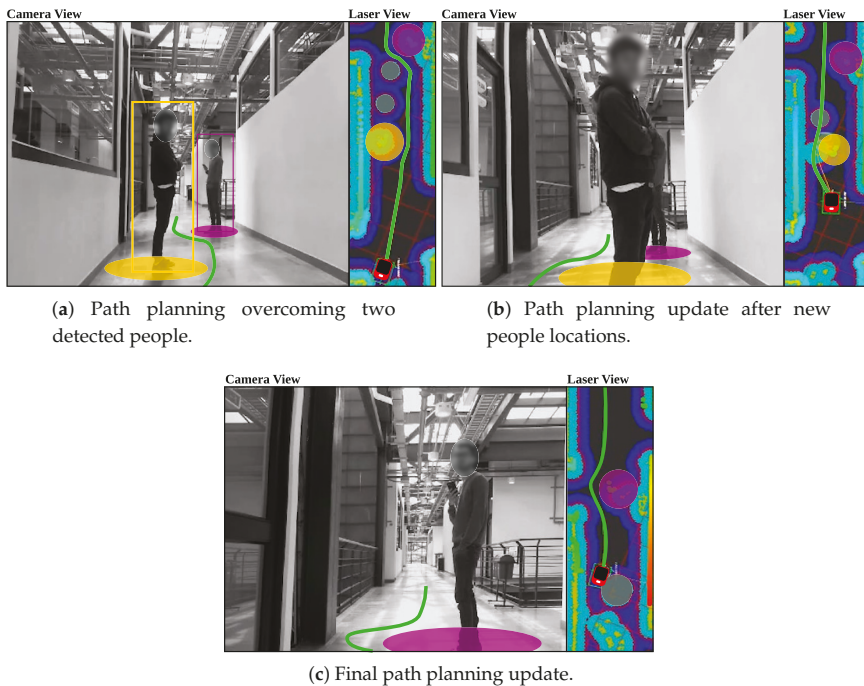 Camera View
Laser View
Camera View
Laser View
(a) Path planning overcoming two
detected people.
(b) Path planning update after new
people locations.
Camera View
Laser View
(c) Final path planning update.